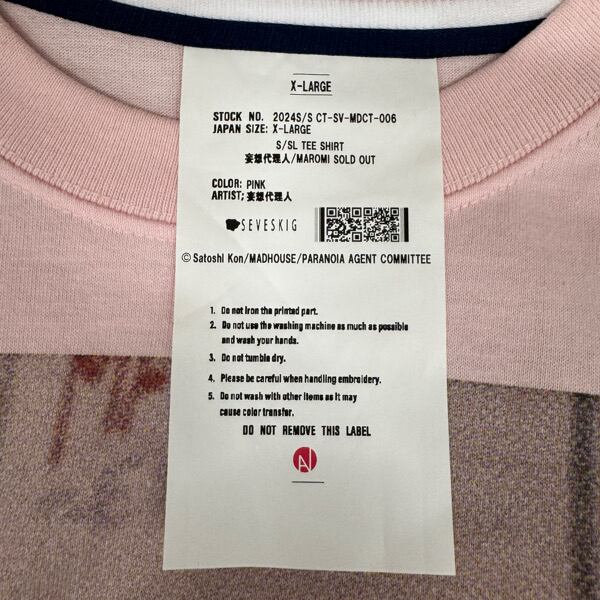 X-LARGE
STOCK NO. 2024S/S CT-SV-MDCT-006
JAPAN SIZE: X-LARGE
S/SL TEE SHIRT
妄想代理人/MAROMI SOLD OUT
COLOR: PINK
ARTIST; 妄想代理人
SEVESKIG
©Satoshi Kon/MADHOUSE/PARANOIA AGENT COMMITTEE
1. Do not iron the printed part.
2. Do not use the washing machine as much as possible
and wash your hands.
3. Do not tumble dry.
4. Please be careful when handling embroidery.
5. Do not wash with other items as it may
cause color transfer.
DO NOT REMOVE THIS LABEL